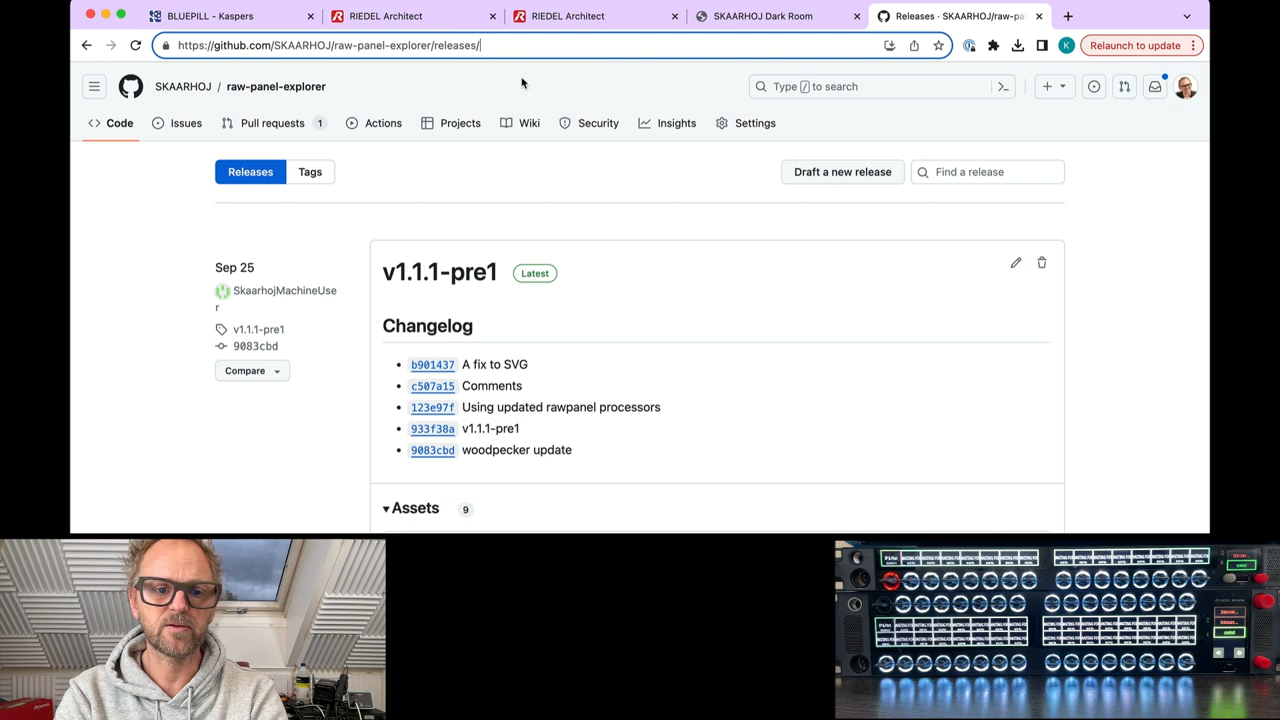 BLUEPILL - Kaspers
RIEDEL Architect
RIEDEL Architect
SKAARHOJ Dark Room
Releases · SKAARHOJ/raw-pa
https://github.com/SKAARHOJ/raw-panel-explorer/releases/
K
Relaunch to update
SKAARHOJ / raw-panel-explorer
Type / to search
Code
Issues
Pull requests 1
Actions
Projects
Wiki
Security
Insights
Settings
Releases
Tags
Draft a new release
Find a release
Sep 25
SkaarhojMachineUse
r
v1.1.1-pre1
9083cbd
Compare
v1.1.1-pre1 Latest
Changelog
b901437 A fix to SVG
c507a15 Comments
123e97f Using updated rawpanel processors
933f38a v1.1.1-pre1
9083cbd woodpecker update
Assets 9